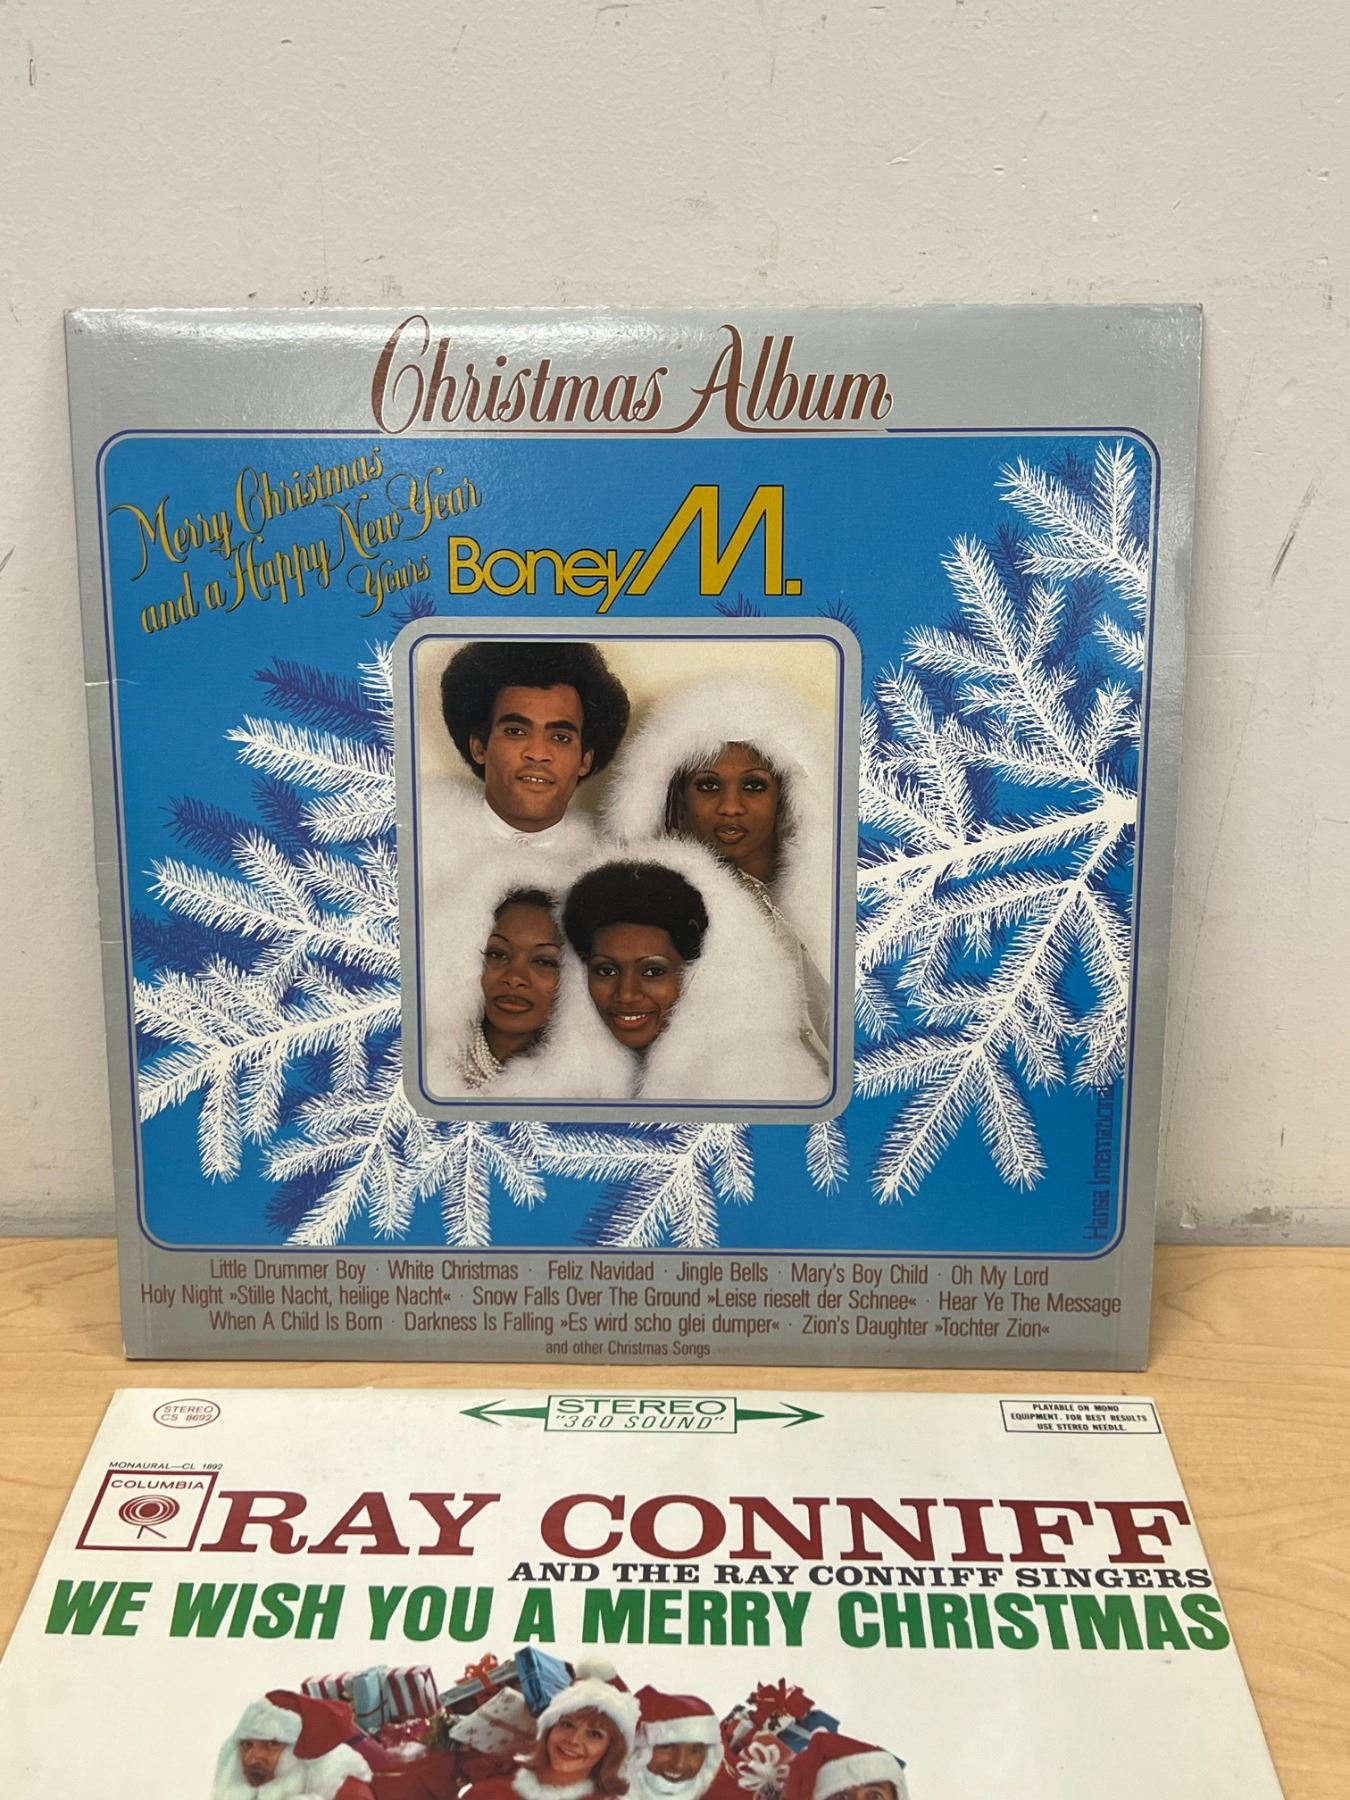 Christmas Album
Merry Christmas
and a Happy New Year
Yours
Boney M.
Hansa International
Little Drummer Boy · White Christmas · Feliz Navidad · Jingle Bells · Mary's Boy Child · Oh My Lord
Holy Night »Stille Nacht, heilige Nacht« · Snow Falls Over The Ground »Leise rieselt der Schnee« · Hear Ye The Message
When A Child Is Born · Darkness Is Falling »Es wird scho glei dumper« · Zion's Daughter »Tochter Zion«
and other Christmas Songs
STEREO
CS 8692
STEREO
"360 SOUND"
PLAYABLE ON MONO
EQUIPMENT. FOR BEST RESULTS
USE STEREO NEEDLE.
MONAURAL—CL 1892
COLUMBIA
RAY CONNIFF
AND THE RAY CONNIFF SINGERS
WE WISH YOU A MERRY CHRISTMAS